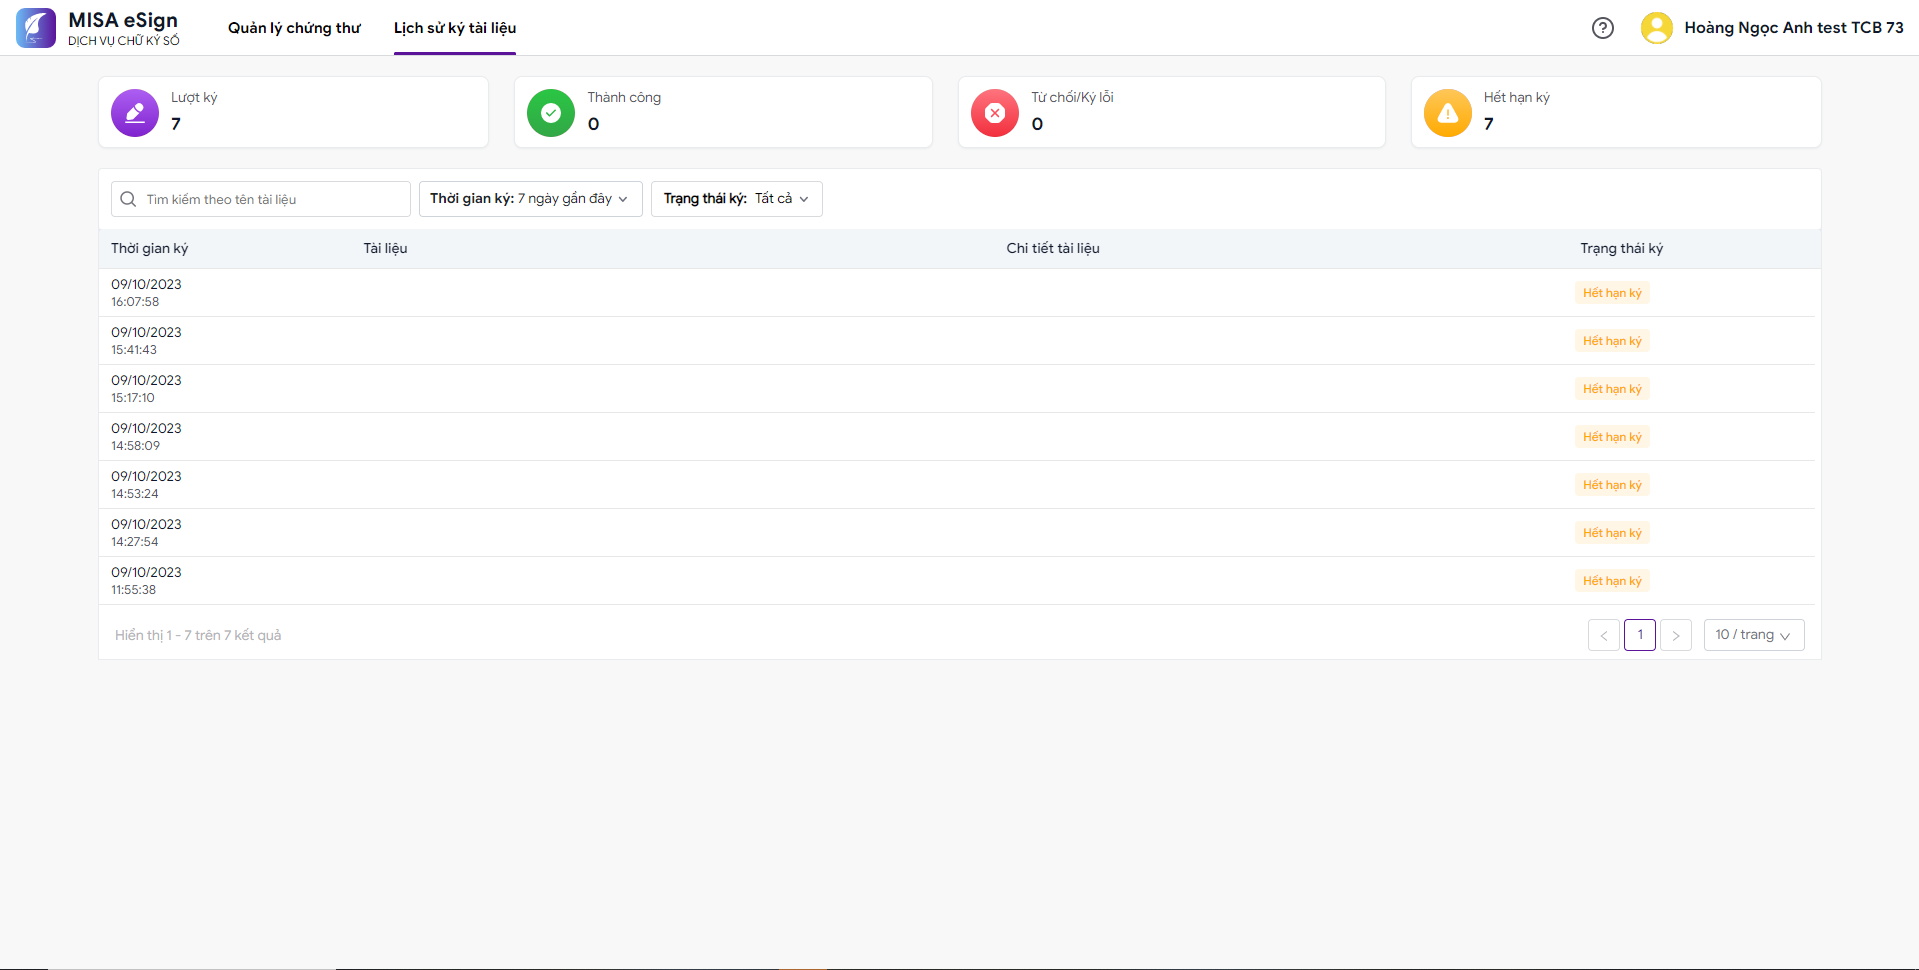 MISA eSign
DỊCH VỤ CHỮ KÝ SỐ
Quản lý chứng thư
Lịch sử ký tài liệu
Hoàng Ngọc Anh test TCB 73
Lượt ký
7
Thành công
0
Từ chối/Ký lỗi
0
Hết hạn ký
7
Tìm kiếm theo tên tài liệu
Thời gian ký: 7 ngày gần đây
Trạng thái ký: Tất cả
Thời gian ký
Tài liệu
Chi tiết tài liệu
Trạng thái ký
09/10/2023
16:07:58
Hết hạn ký
09/10/2023
15:41:43
Hết hạn ký
09/10/2023
15:17:10
Hết hạn ký
09/10/2023
14:58:09
Hết hạn ký
09/10/2023
14:53:24
Hết hạn ký
09/10/2023
14:27:54
Hết hạn ký
09/10/2023
11:55:38
Hết hạn ký
Hiển thị 1 - 7 trên 7 kết quả
1
10 / trang